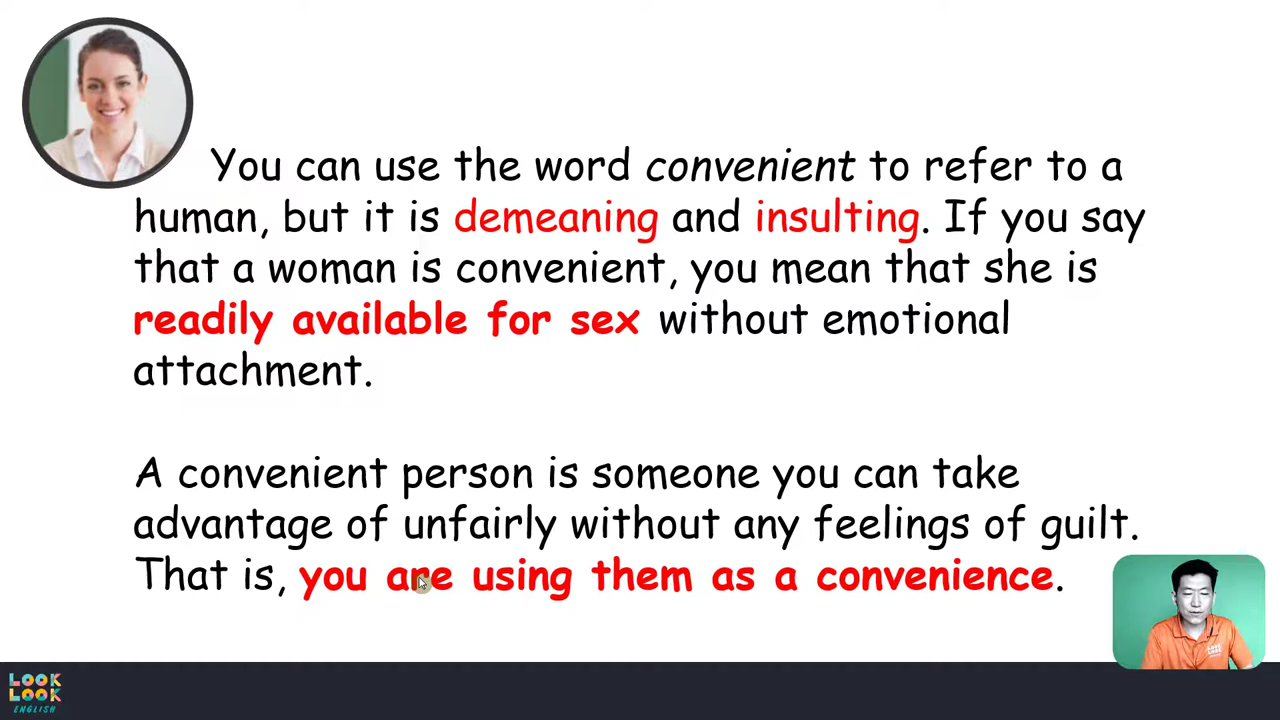 You can use the word convenient to refer to a
human, but it is demeaning and insulting. If you say
that a woman is convenient, you mean that she is
readily available for sex without emotional
attachment.
A convenient person is someone you can take
advantage of unfairly without any feelings of guilt.
That is, you are using them as a convenience.
LOOK
LOOK
ENGLISH